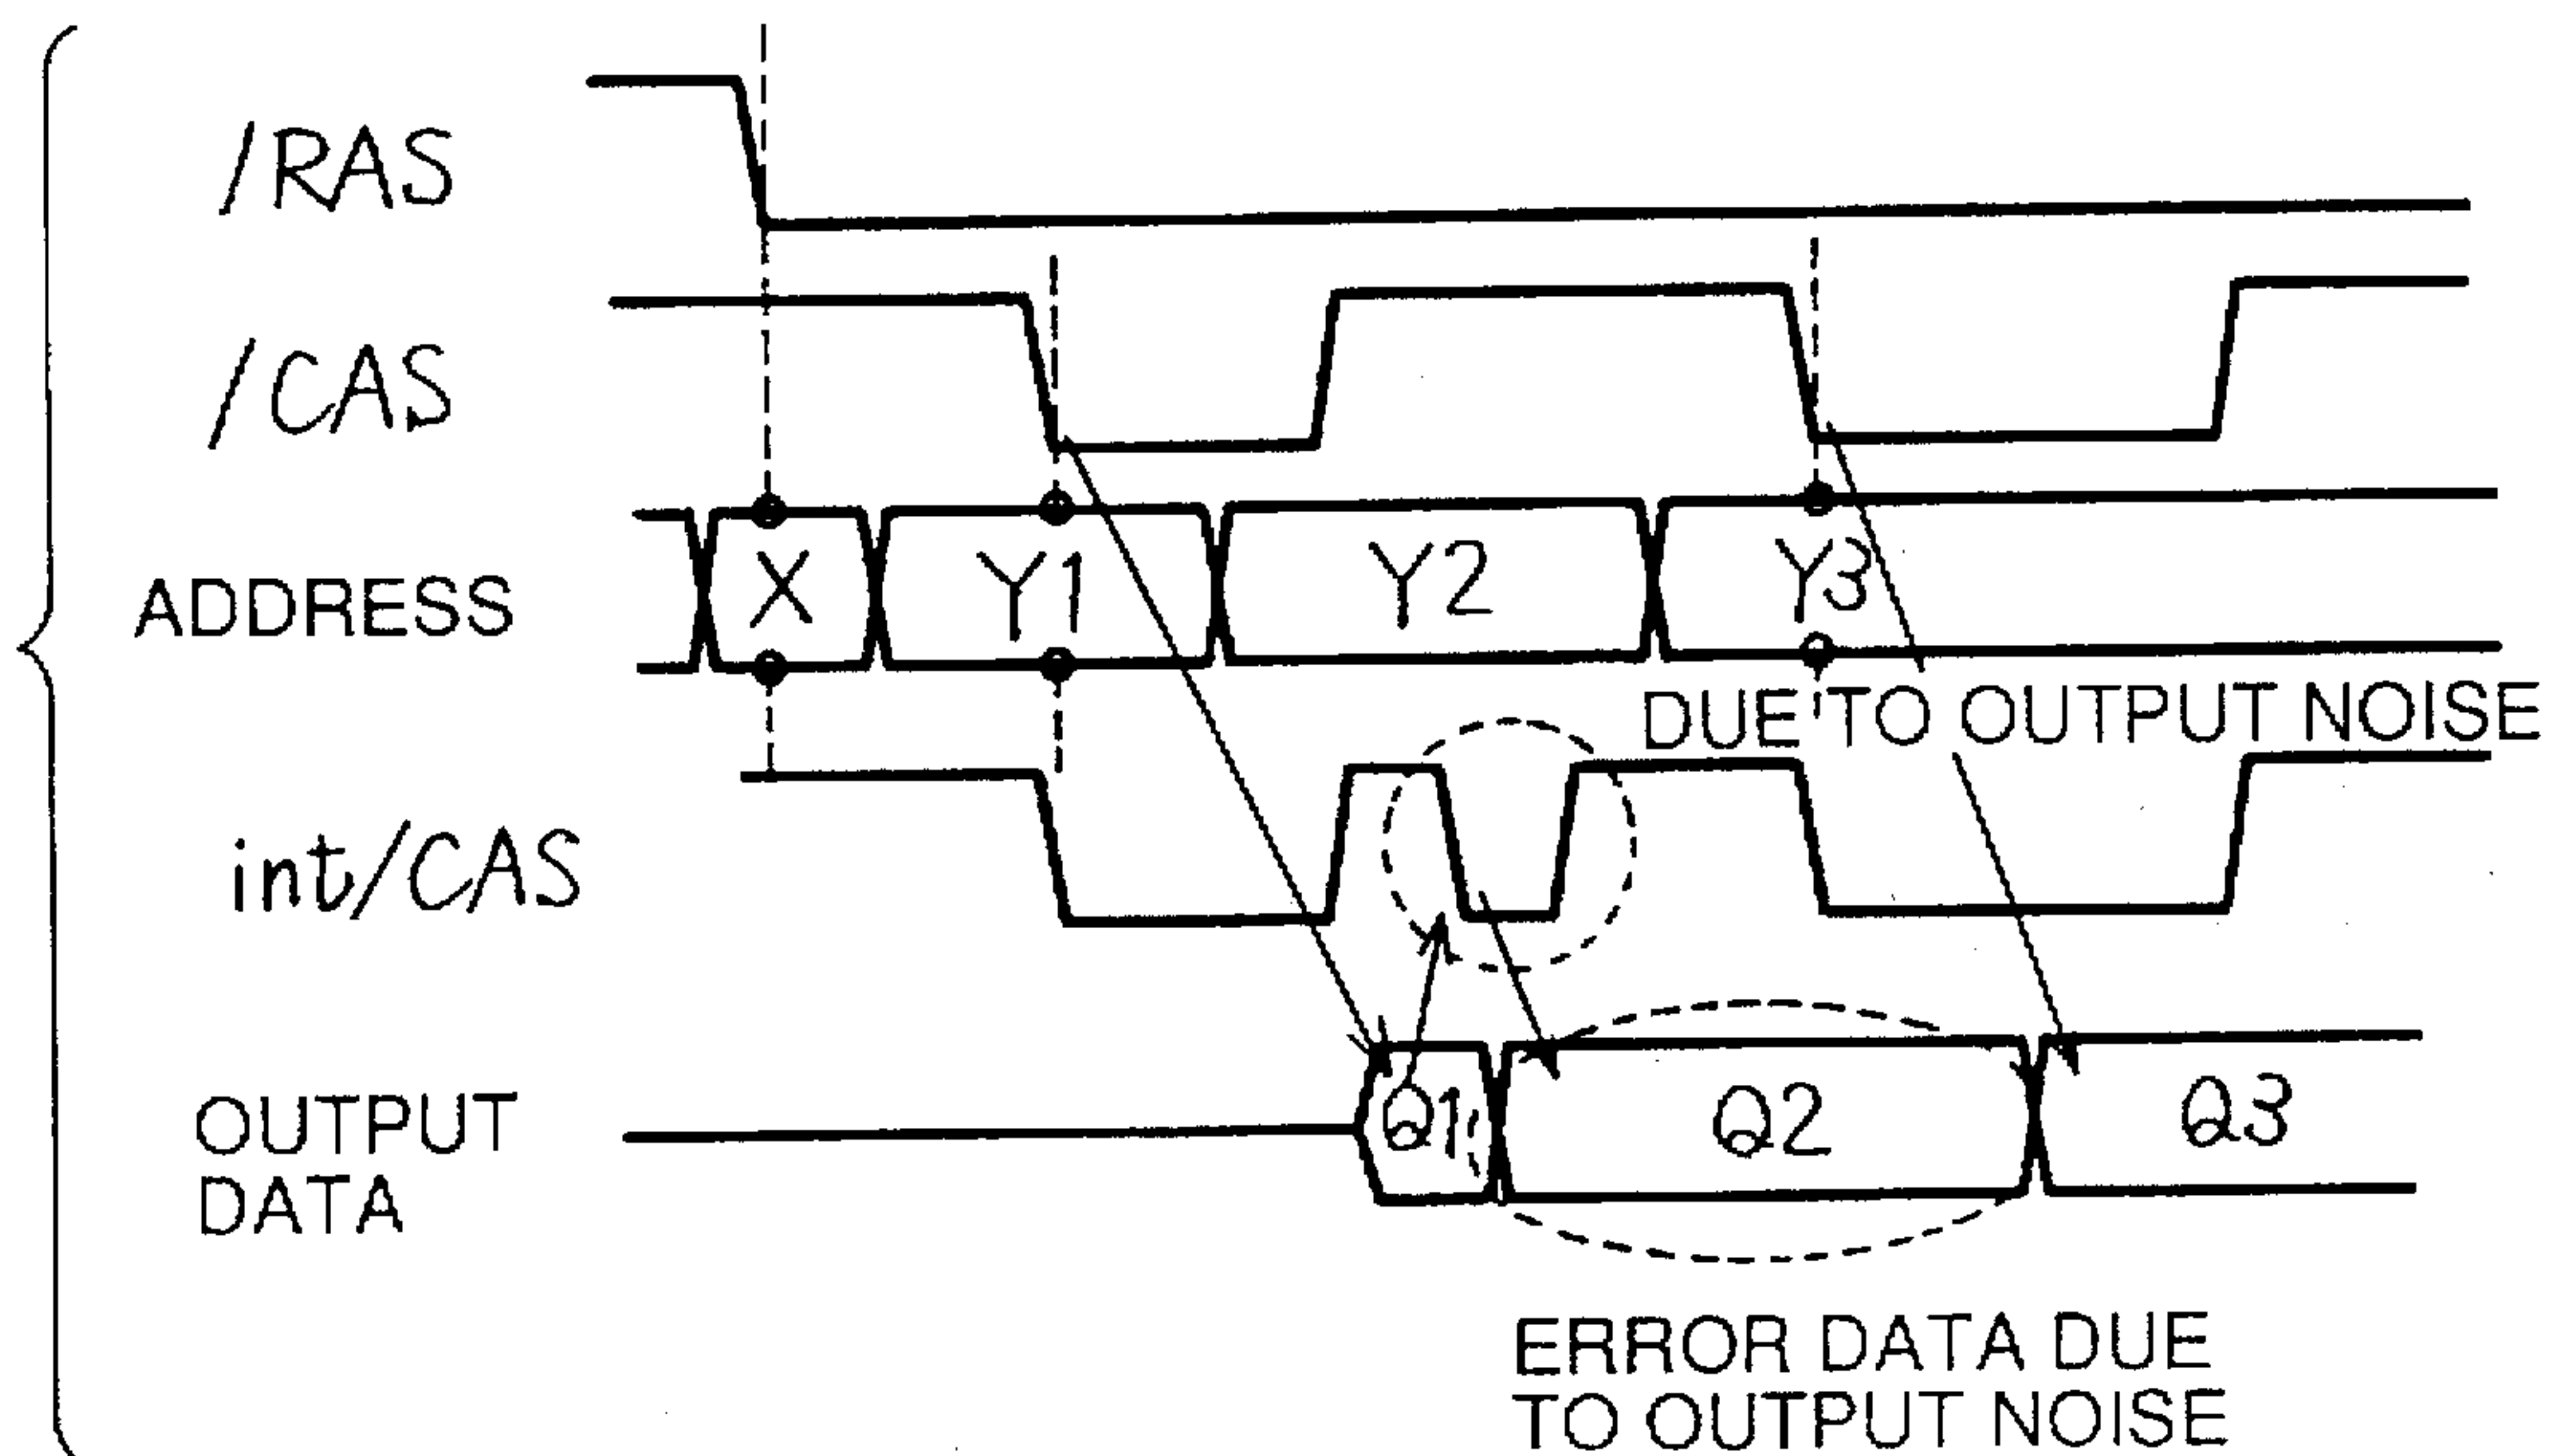 /RAS
/CAS
ADDRESS
X
Y1
Y2
Y3
DUE TO OUTPUT NOISE
int/CAS
OUTPUT
DATA
Q1
Q2
Q3
ERROR DATA DUE
TO OUTPUT NOISE